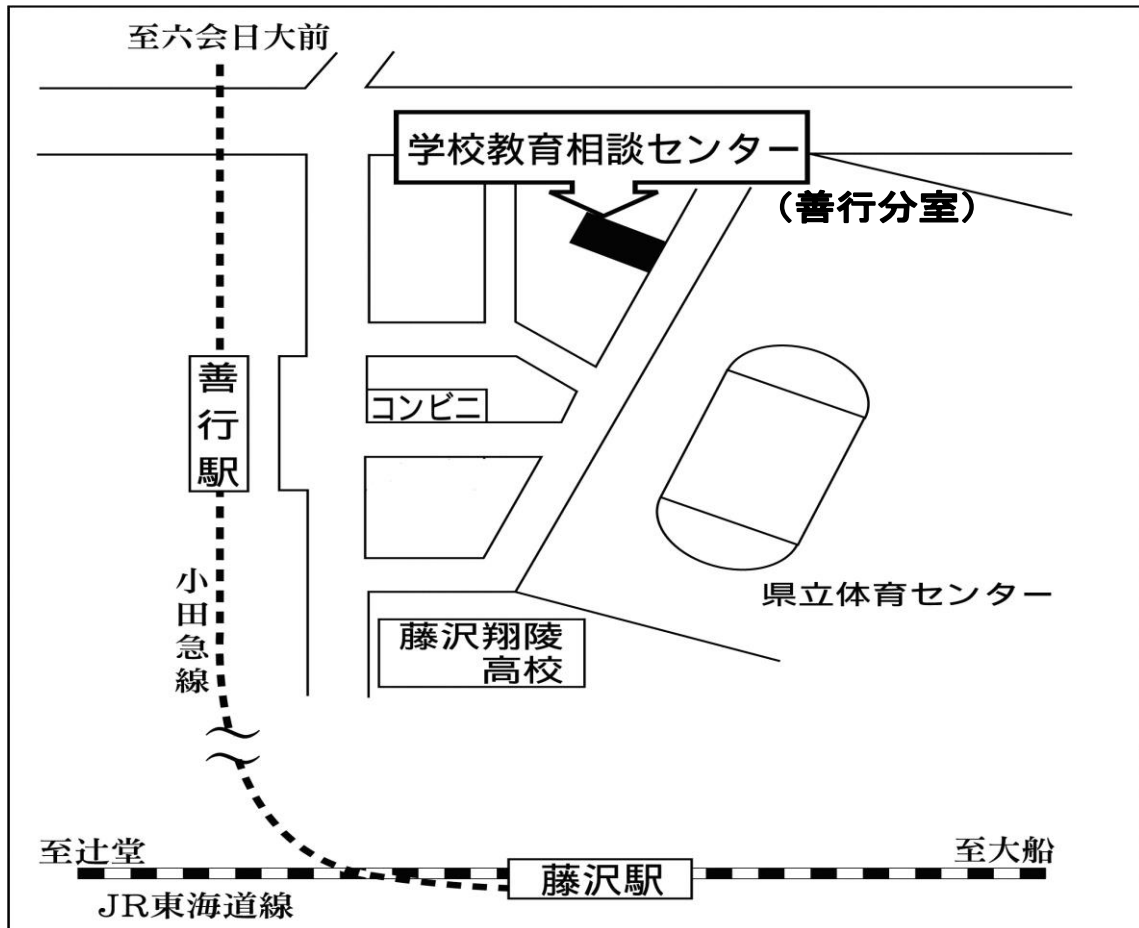 至六会日大前
学校教育相談センター
(善行分室)
善行駅
コンビニ
小田急線
県立体育センター
藤沢翔陵
高校
至辻堂
至大船
藤沢駅
JR東海道線